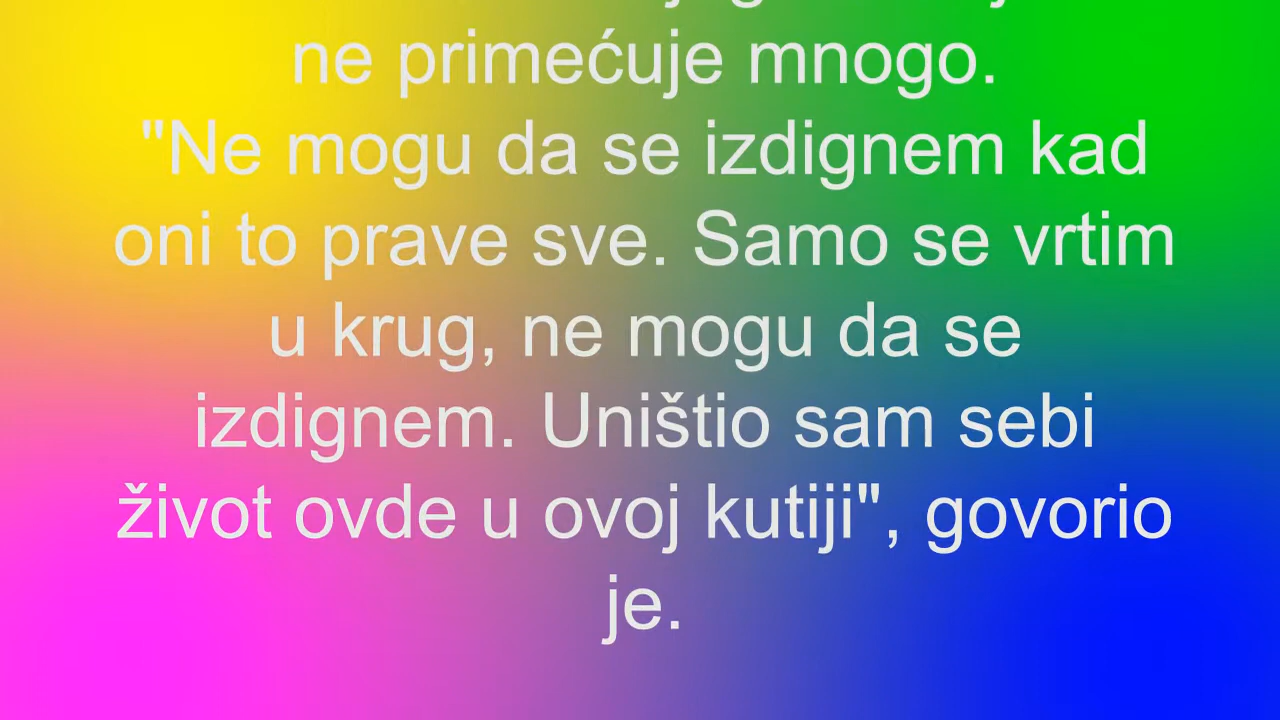 ne primećuje mnogo.
"Ne mogu da se izdignem kad
oni to prave sve. Samo se vrtim
u krug, ne mogu da se
izdignem. Uništio sam sebi
život ovde u ovoj kutiji", govorio
je.